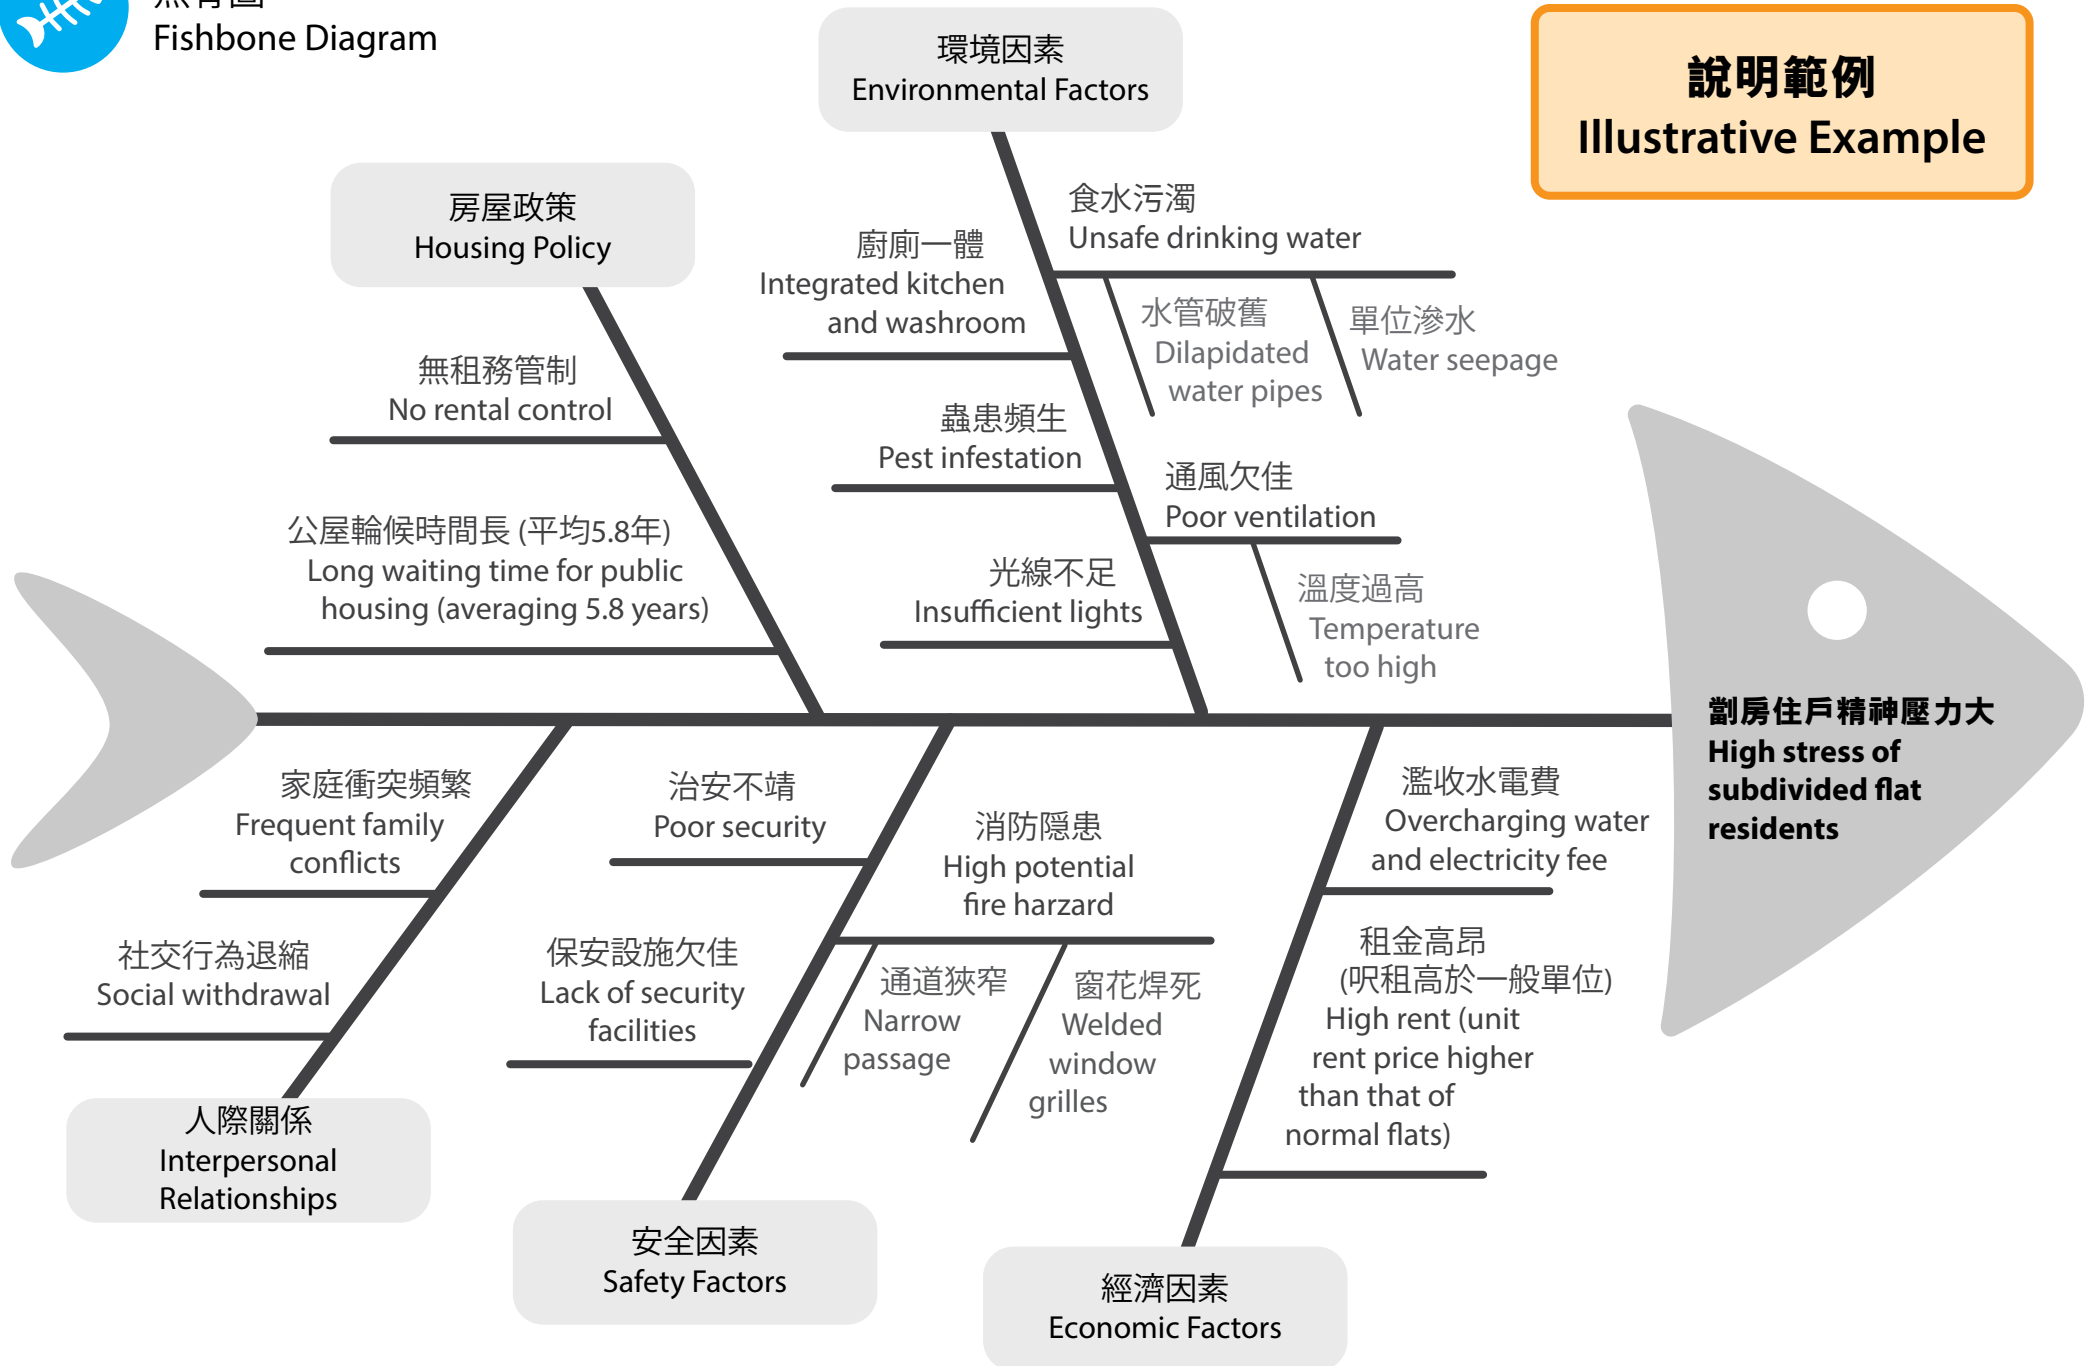 Fishbone Diagram
說明範例
Illustrative Example
環境因素
Environmental Factors
房屋政策
Housing Policy
食水污濁
Unsafe drinking water
廚廁一體
Integrated kitchen
and washroom
水管破舊
Dilapidated
water pipes
單位滲水
Water seepage
無租務管制
No rental control
蟲患頻生
Pest infestation
通風欠佳
Poor ventilation
公屋輪候時間長 (平均5.8年)
Long waiting time for public
housing (averaging 5.8 years)
光線不足
Insufficient lights
溫度過高
Temperature
too high
劏房住戶精神壓力大
High stress of
subdivided flat
residents
家庭衝突頻繁
Frequent family
conflicts
治安不靖
Poor security
消防隱患
High potential
fire harzard
濫收水電費
Overcharging water
and electricity fee
社交行為退縮
Social withdrawal
保安設施欠佳
Lack of security
facilities
通道狹窄
Narrow
passage
窗花焊死
Welded
window
grilles
租金高昂
(呎租高於一般單位)
High rent (unit
rent price higher
than that of
normal flats)
人際關係
Interpersonal
Relationships
安全因素
Safety Factors
經濟因素
Economic Factors